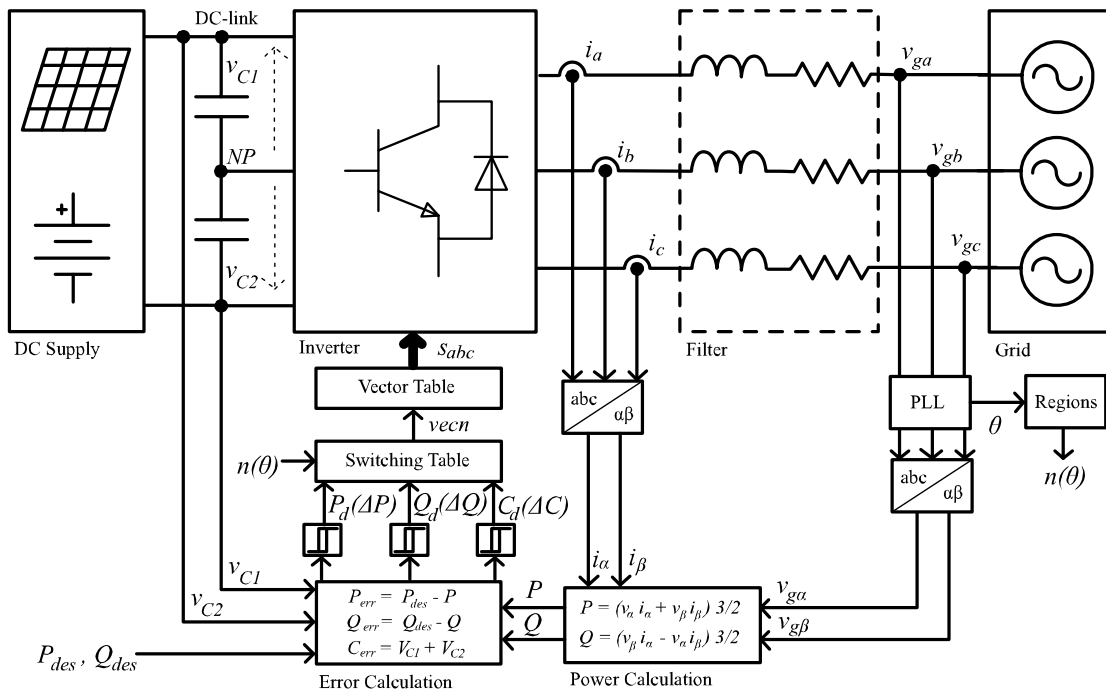 DC-link
v_C1
NP
v_C2
+
DC Supply
Inverter
i_a
i_b
i_c
Filter
v_ga
v_gb
v_gc
Grid
s_abc
Vector Table
vecn
n(θ)
Switching Table
P_d(ΔP)
Q_d(ΔQ)
C_d(ΔC)
abc
αβ
PLL
θ
Regions
n(θ)
abc
αβ
i_α
i_β
v_gα
v_gβ
v_C1
v_C2
P_des , Q_des
P_err = P_des - P
Q_err = Q_des - Q
C_err = V_C1 + V_C2
Error Calculation
P
Q
P = (v_α i_α + v_β i_β) 3/2
Q = (v_β i_α - v_α i_β) 3/2
Power Calculation